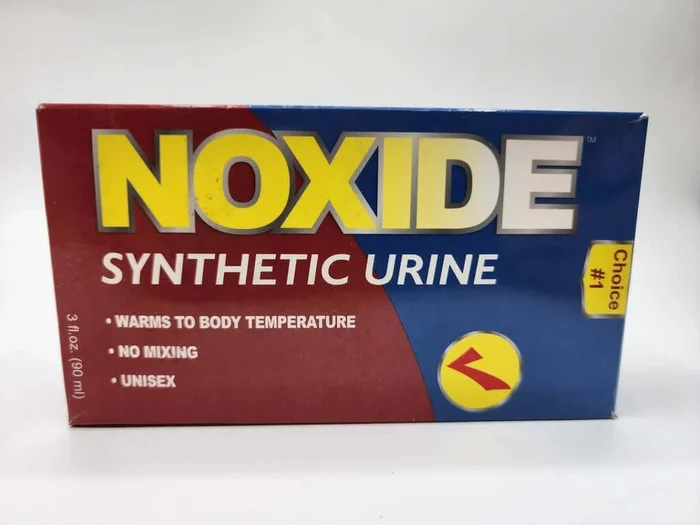 NOXIDE™
SYNTHETIC URINE
• WARMS TO BODY TEMPERATURE
• NO MIXING
• UNISEX
3 fl.oz. (90 ml)
Choice
#1